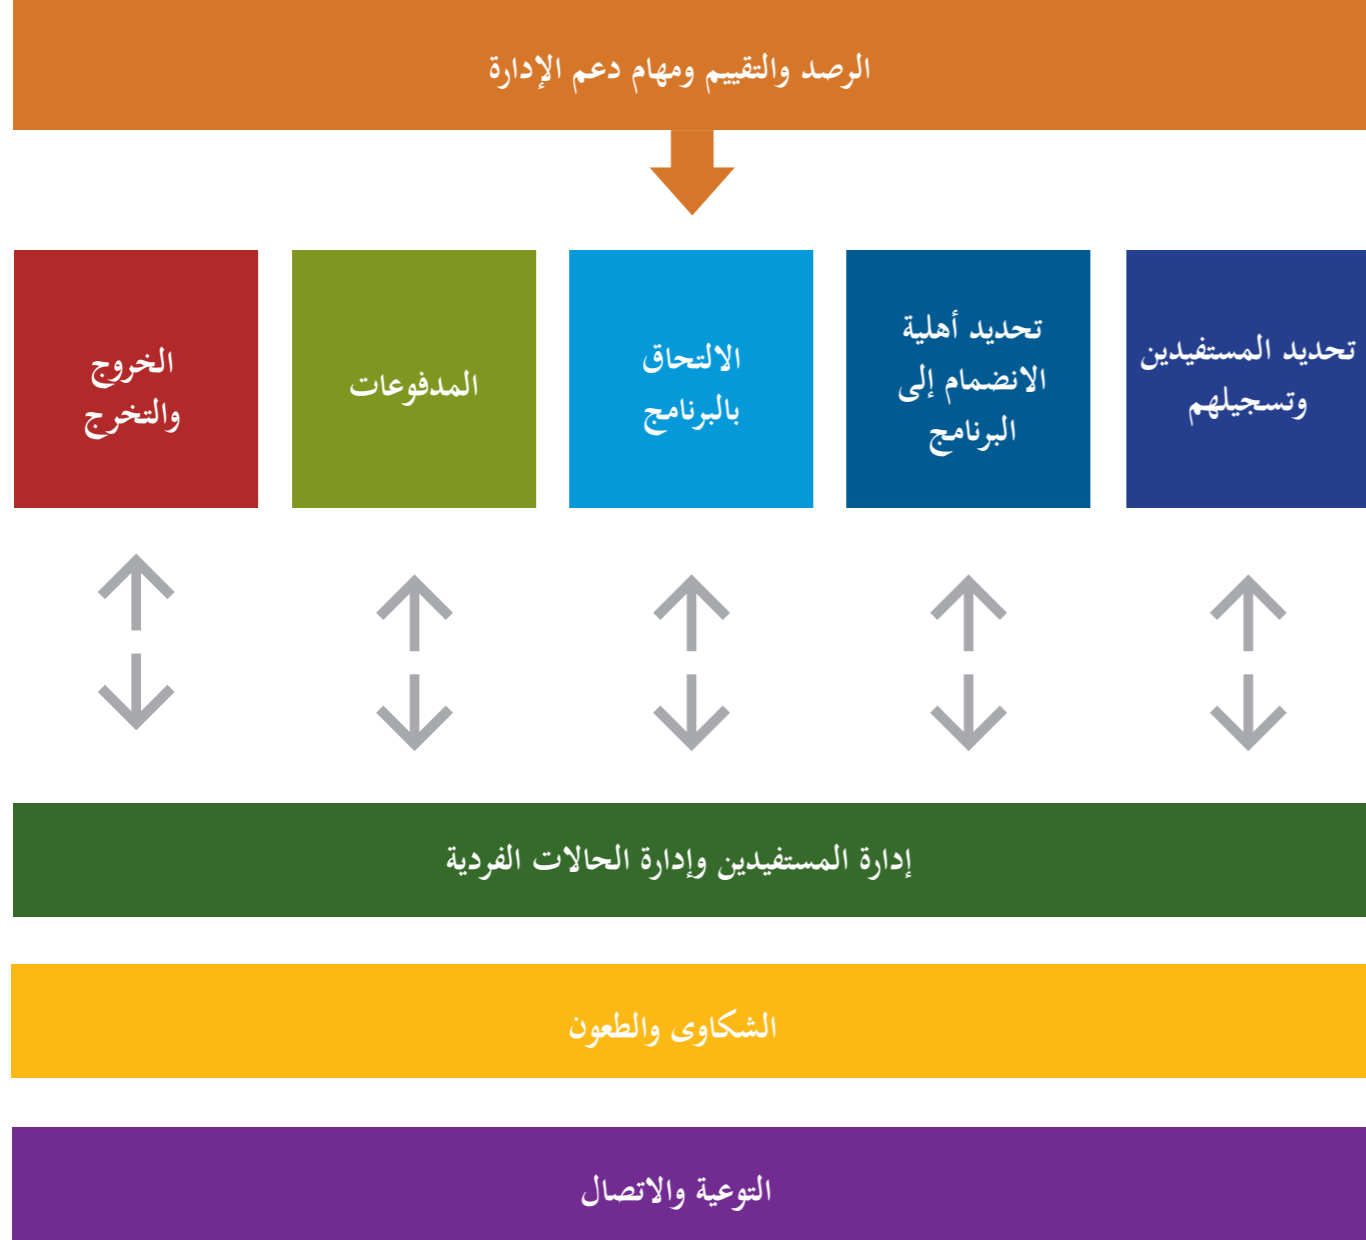 الرصد والتقييم ومهام دعم الإدارة
تحديد المستفيدين
وتسجيلهم
تحديد أهلية
الانضمام إلى
البرنامج
الالتحاق
بالبرنامج
المدفوعات
الخروج
والتخرج
إدارة المستفيدين وإدارة الحالات الفردية
الشكاوى والطعون
التوعية والاتصال